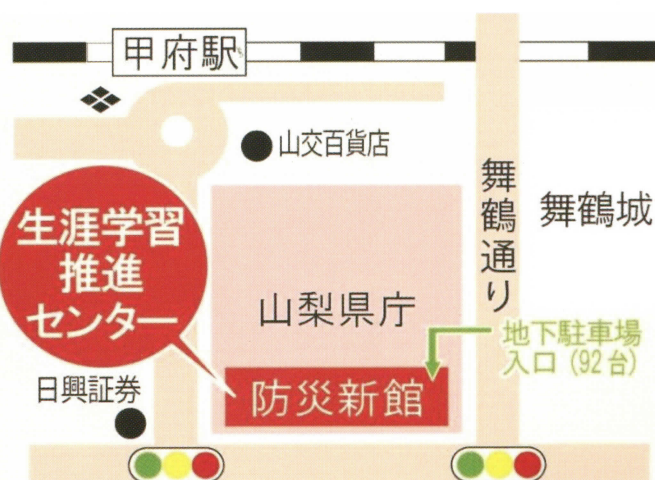 甲府駅
山交百貨店
舞鶴通り
舞鶴城
生涯学習
推進
センター
山梨県庁
地下駐車場
入口（92台）
日興証券
防災新館